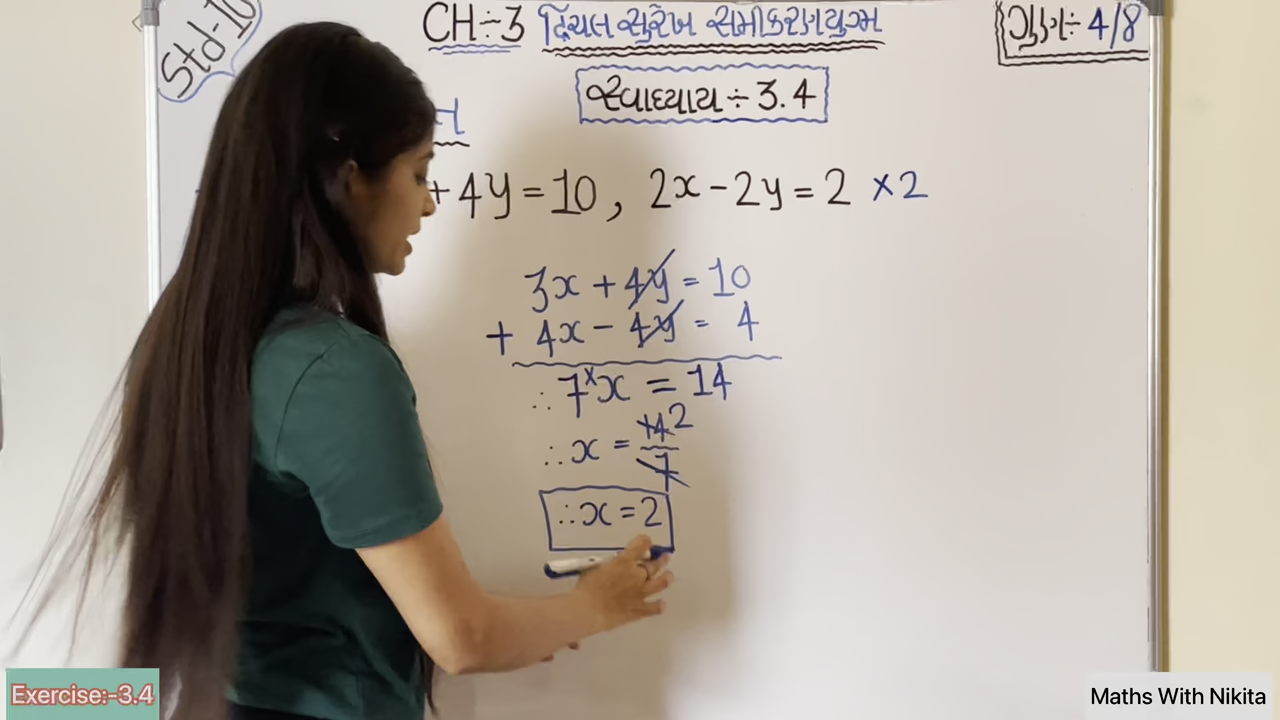 Std-10
CH÷3 દ્વિચલ સુરેખ સમીકરણયુગ્મ
ગુણ÷ 4/8
સ્વાધ્યાય÷3.4
ન
+4y=10, 2x-2y=2 ×2
3x+4y=10
+ 4x-4y= 4
∴7x = 14
∴x = 14/7 2
∴x=2
Exercise:-3.4
Maths With Nikita